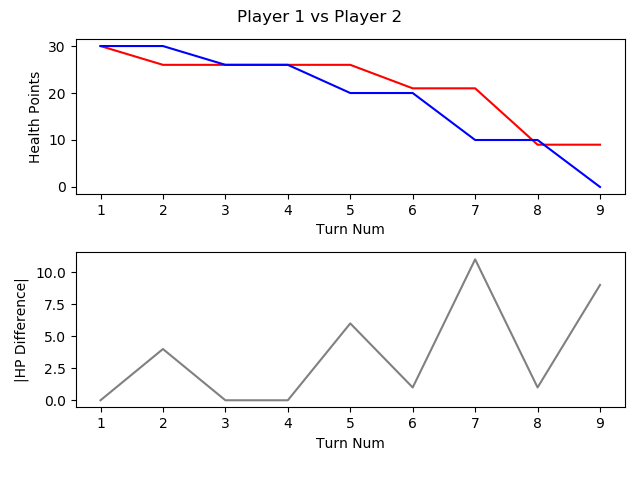 Player 1 vs Player 2
30
20
10
0
Health Points
1 2 3 4 5 6 7 8 9
Turn Num
10.0
7.5
5.0
2.5
0.0
|HP Difference|
1 2 3 4 5 6 7 8 9
Turn Num